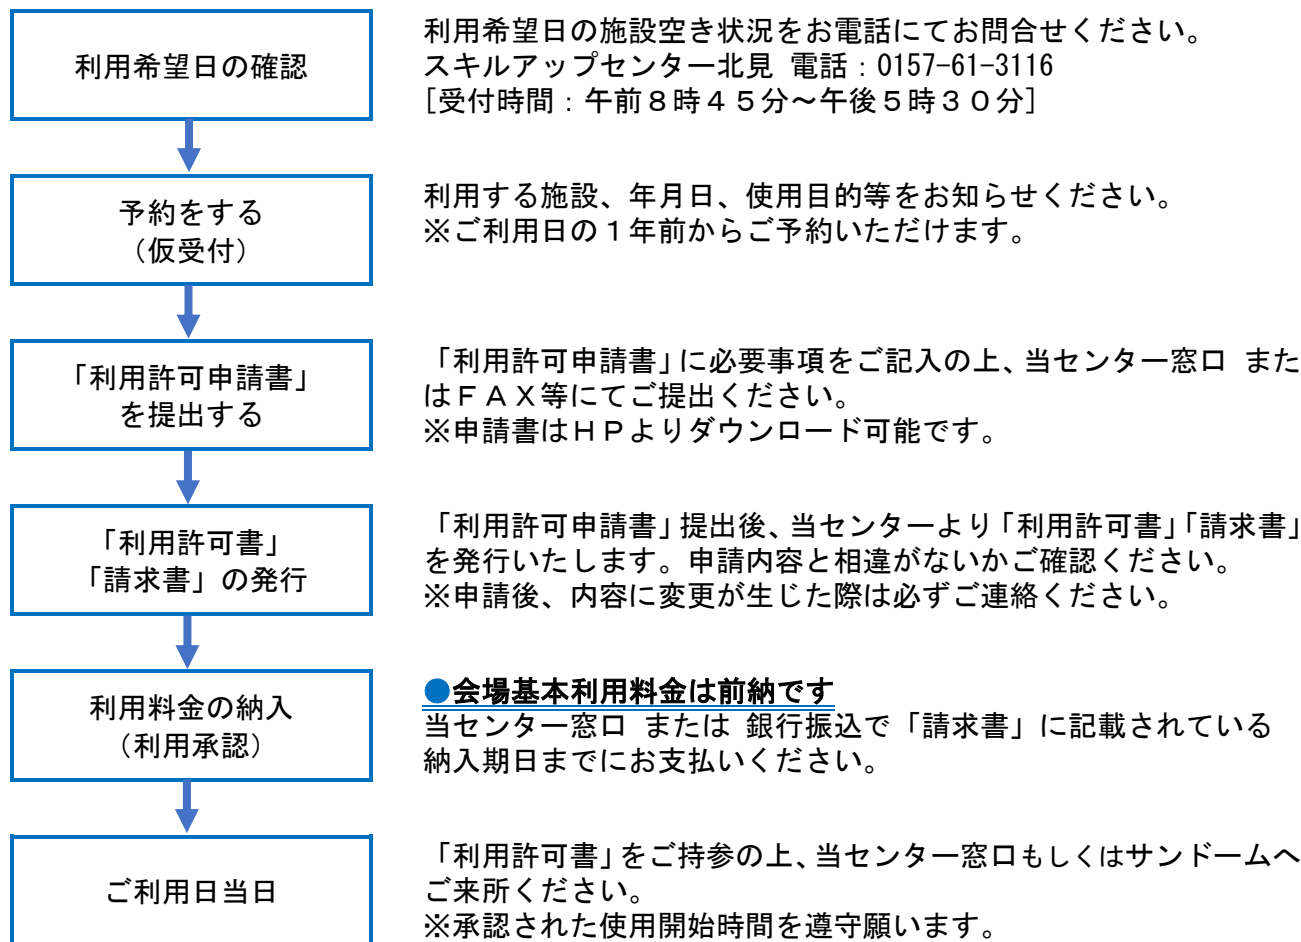 利用希望日の確認
利用希望日の施設空き状況をお電話にてお問合せください。
スキルアップセンター北見 電話：0157-61-3116
[受付時間：午前８時４５分～午後５時３０分]
予約をする
（仮受付）
利用する施設、年月日、使用目的等をお知らせください。
※ご利用日の１年前からご予約いただけます。
「利用許可申請書」
を提出する
「利用許可申請書」に必要事項をご記入の上、当センター窓口 また
はＦＡＸ等にてご提出ください。
※申請書はＨＰよりダウンロード可能です。
「利用許可書」
「請求書」の発行
「利用許可申請書」提出後、当センターより「利用許可書」「請求書」
を発行いたします。申請内容と相違がないかご確認ください。
※申請後、内容に変更が生じた際は必ずご連絡ください。
利用料金の納入
（利用承認）
●会場基本利用料金は前納です
当センター窓口 または 銀行振込で「請求書」に記載されている
納入期日までにお支払いください。
ご利用日当日
「利用許可書」をご持参の上、当センター窓口もしくはサンドームへ
ご来所ください。
※承認された使用開始時間を遵守願います。